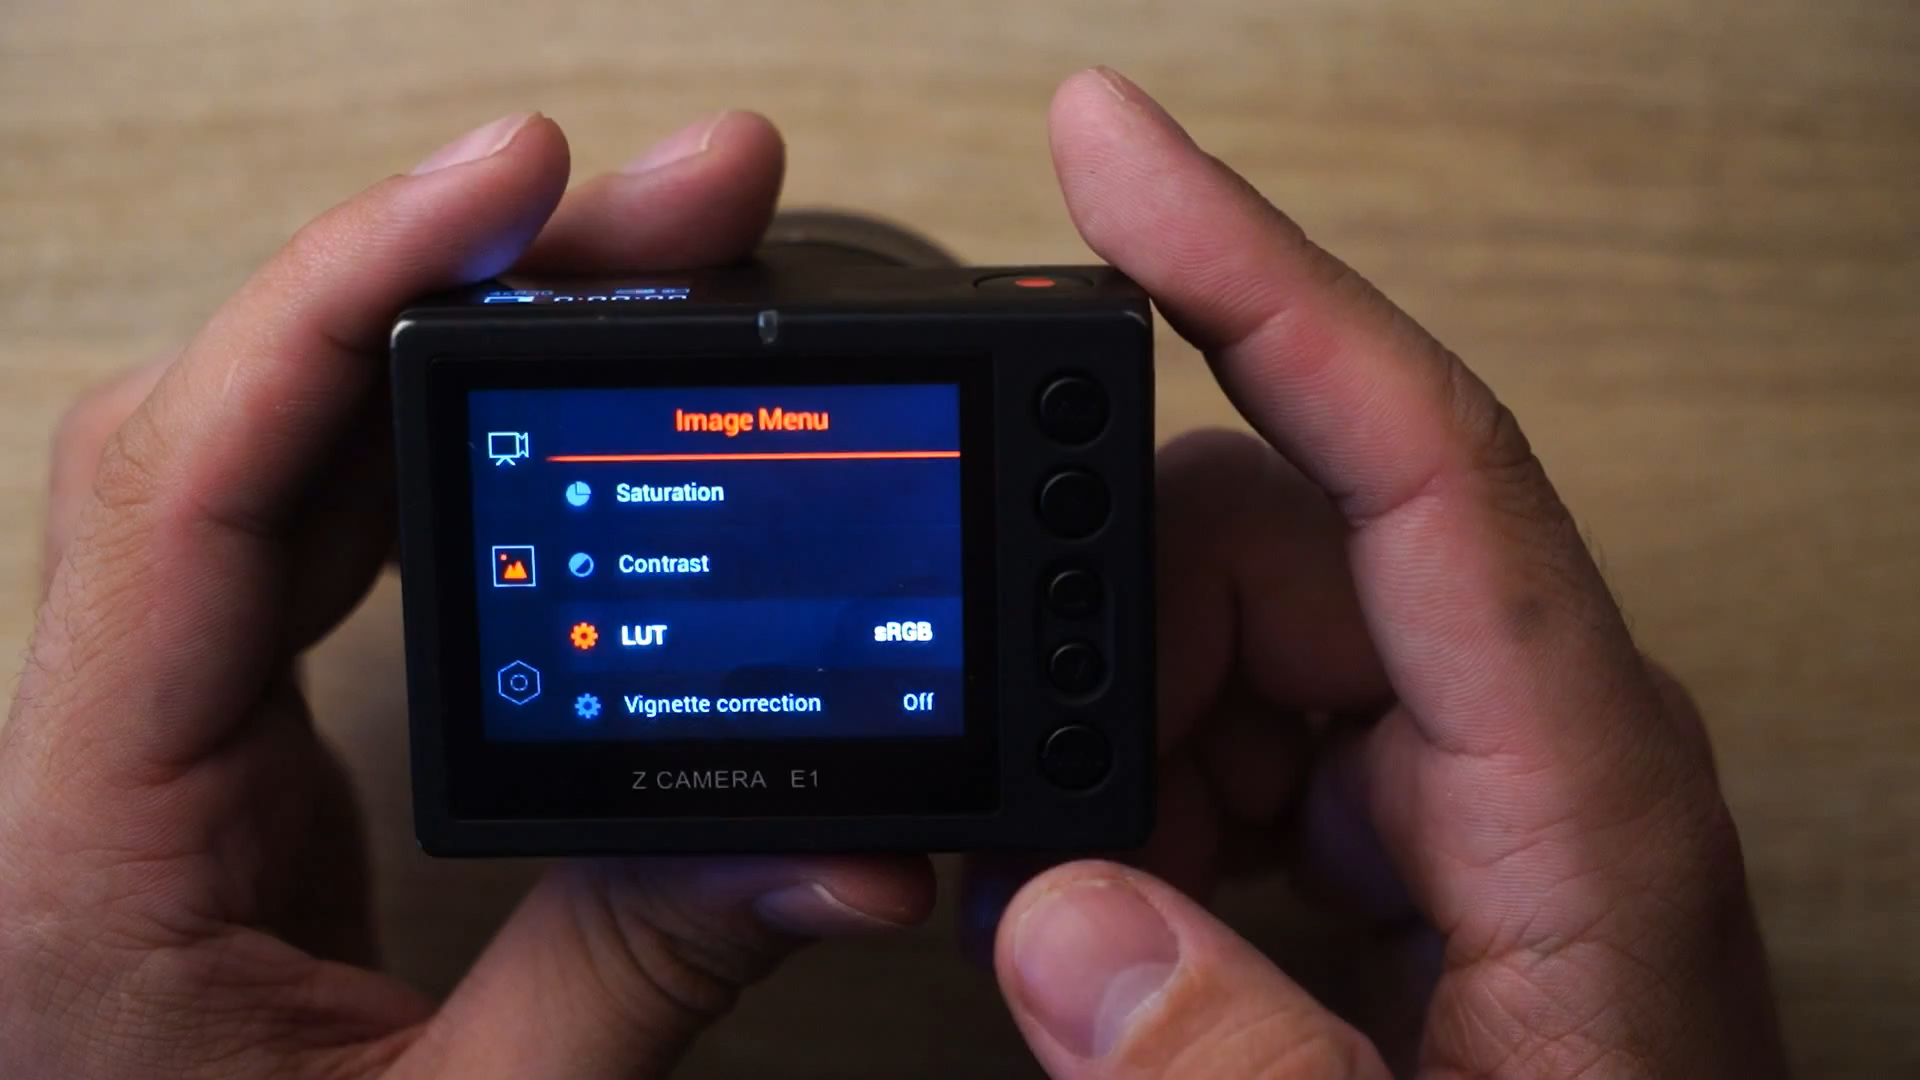 Image Menu
Saturation
Contrast
LUT sRGB
Vignette correction Off
Z CAMERA E1